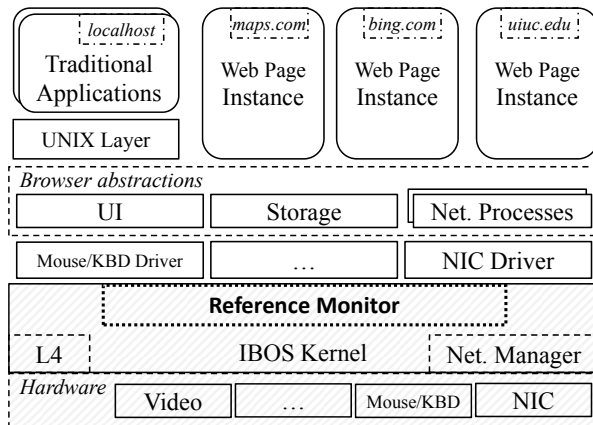 localhost
maps.com
bing.com
uiuc.edu
Traditional
Applications
Web Page
Instance
Web Page
Instance
Web Page
Instance
UNIX Layer
Browser abstractions
UI
Storage
Net. Processes
Mouse/KBD Driver
...
NIC Driver
Reference Monitor
L4
IBOS Kernel
Net. Manager
Hardware
Video
...
Mouse/KBD
NIC